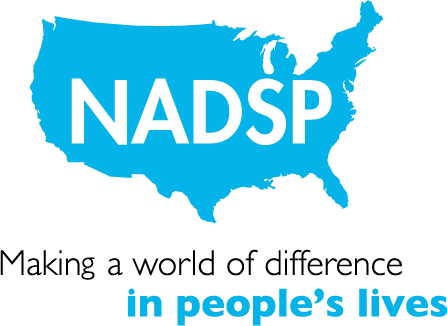 NADSP
Making a world of difference
in people's lives